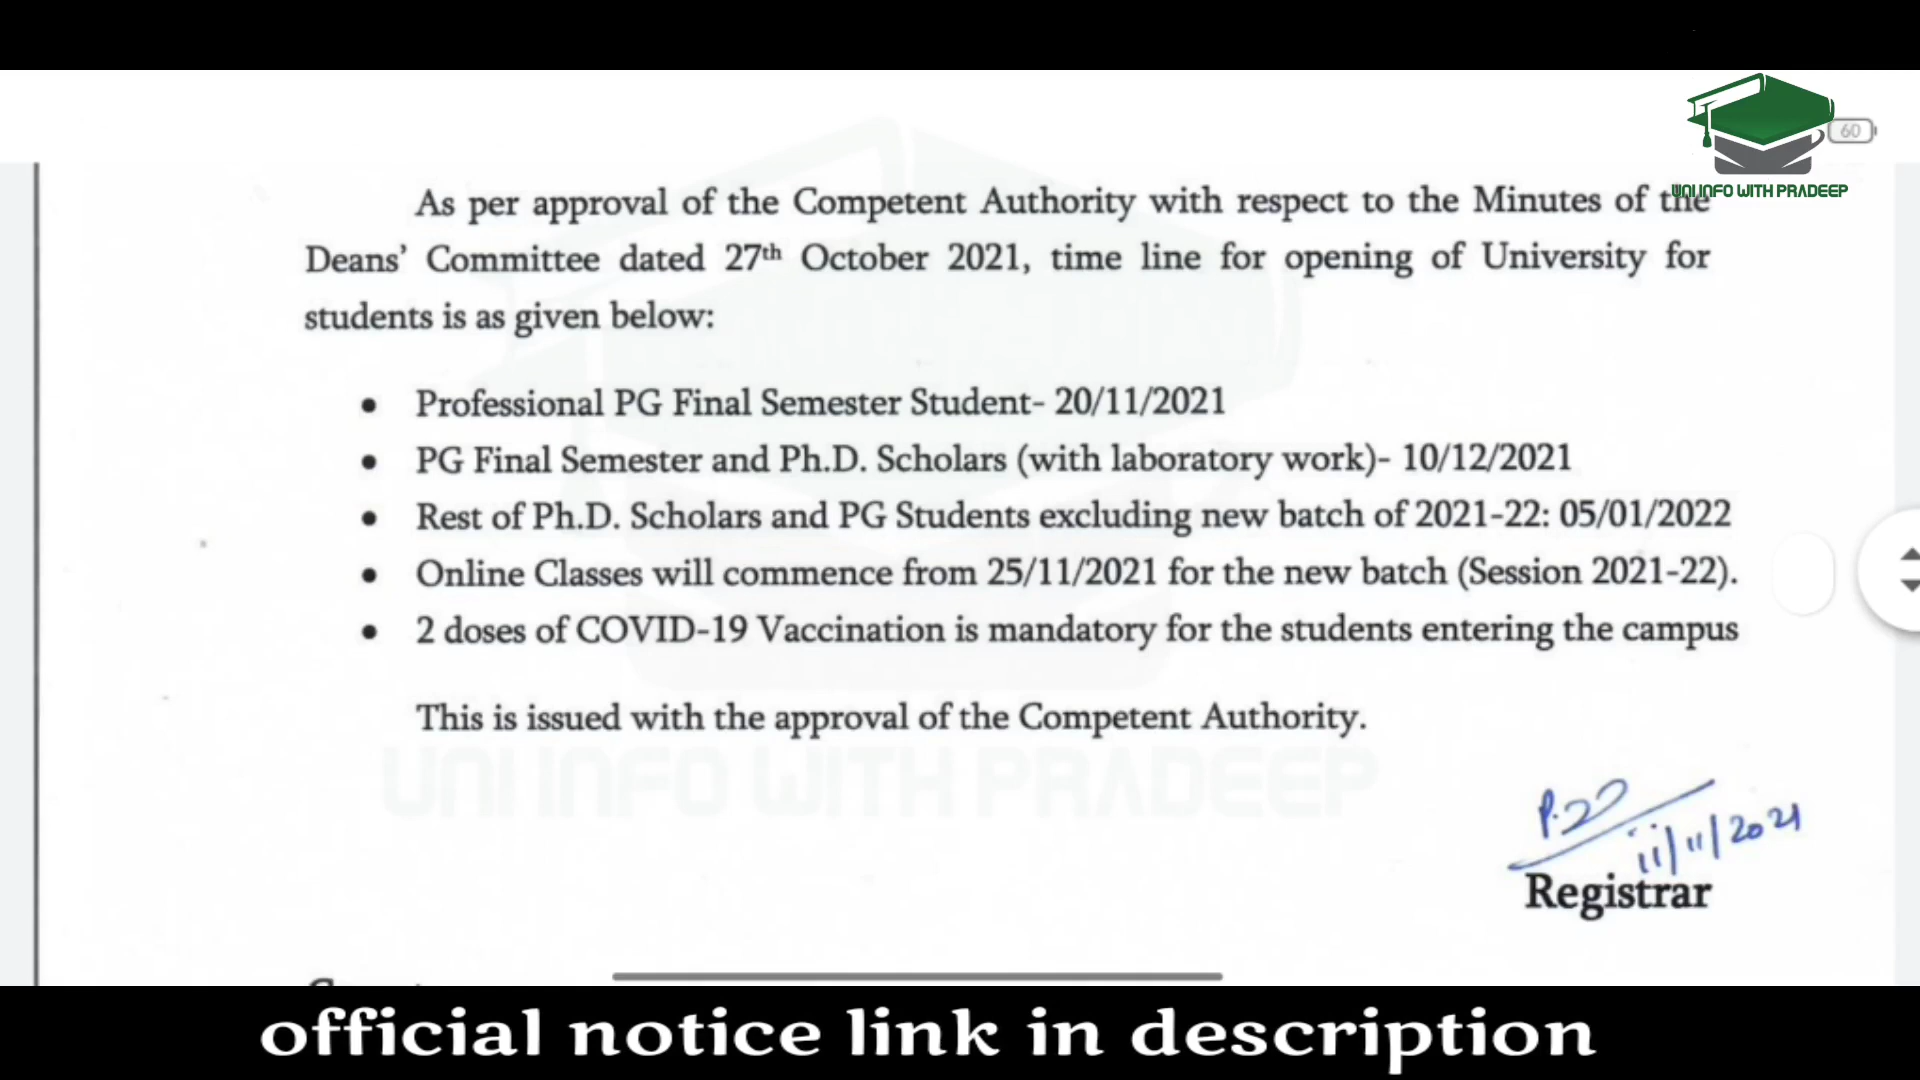 60
UNI INFO WITH PRADEEP
As per approval of the Competent Authority with respect to the Minutes of the
Deans’ Committee dated 27th October 2021, time line for opening of University for
students is as given below:
• Professional PG Final Semester Student- 20/11/2021
• PG Final Semester and Ph.D. Scholars (with laboratory work)- 10/12/2021
• Rest of Ph.D. Scholars and PG Students excluding new batch of 2021-22: 05/01/2022
• Online Classes will commence from 25/11/2021 for the new batch (Session 2021-22).
• 2 doses of COVID-19 Vaccination is mandatory for the students entering the campus
This is issued with the approval of the Competent Authority.
UNI INFO WITH PRADEEP
11/11/2021
Registrar
official notice link in description